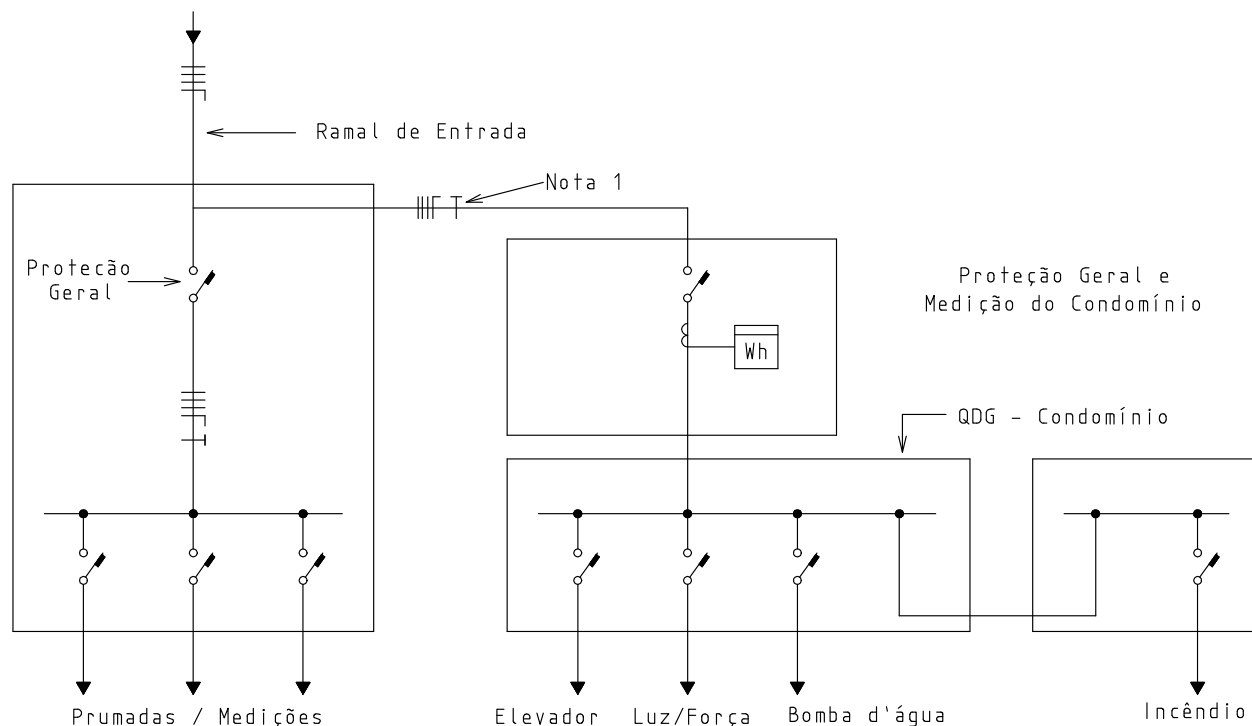 Ramal de Entrada
Nota 1
Protecão
Geral
Proteção Geral e
Medição do Condomínio
Wh
QDG - Condomínio
Prumadas / Medições
Elevador
Luz/Força
Bomba d'água
Incêndio